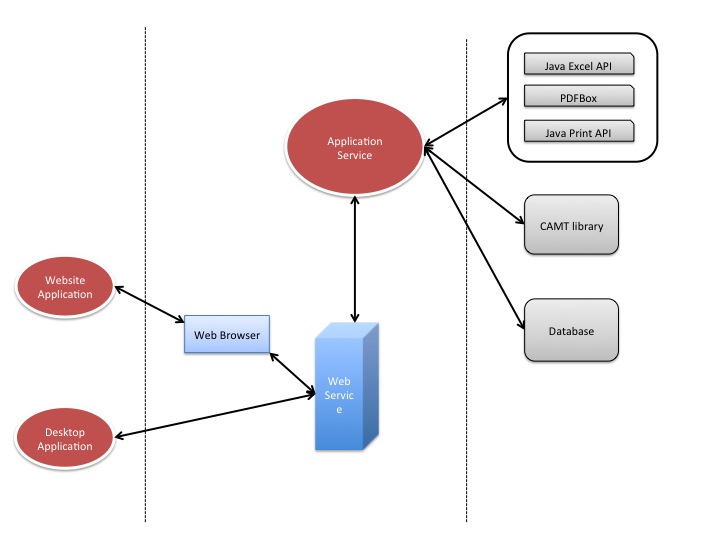 Java Excel API
PDFBox
Java Print API
Application
Service
CAMT library
Website
Application
Web Browser
Database
Web
Servic
e
Desktop
Application